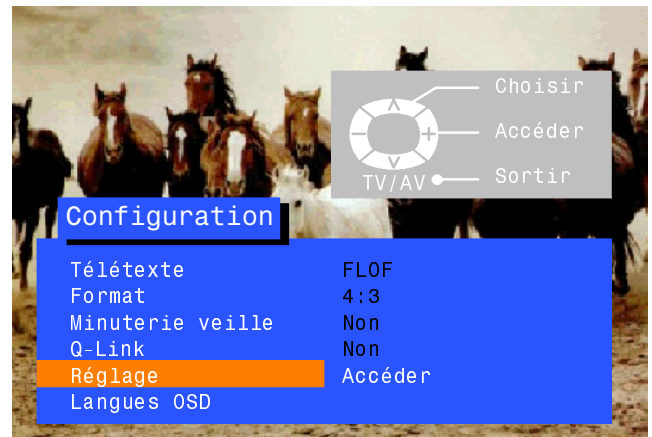 Choisir
Accéder
TV/AV
Sortir
Configuration
Télétexte FLOF
Format 4:3
Minuterie veille Non
Q-Link Non
Réglage Accéder
Langues OSD